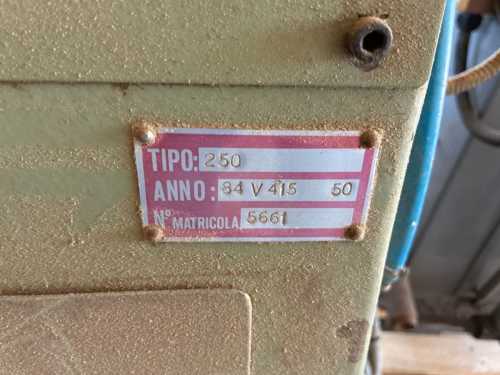 TIPO: 250
ANNO: 84 V 415 50
Nº MATRICOLA 5661